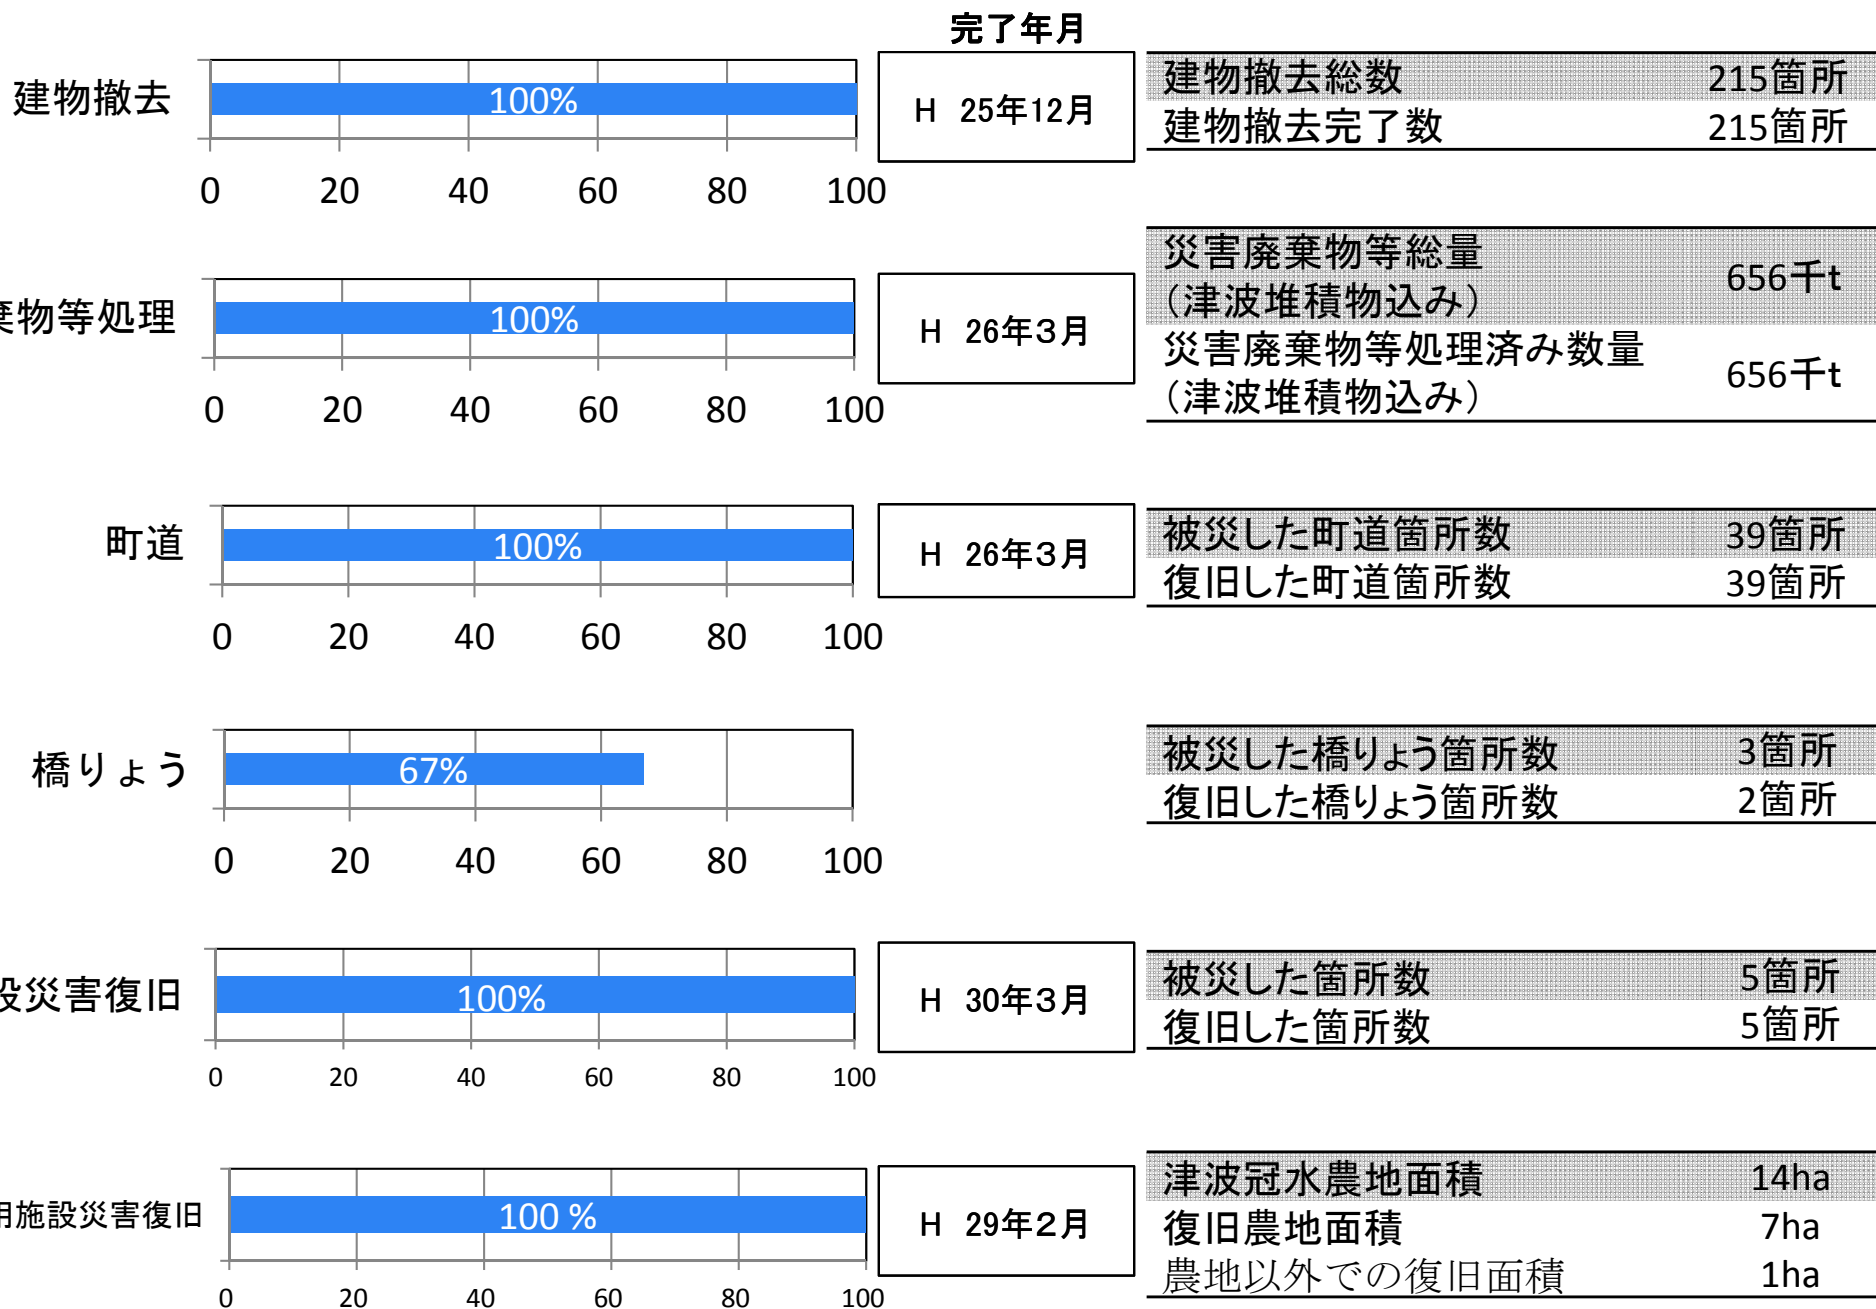 完了年月
建物撤去
100%
0 20 40 60 80 100
H 25年12月
建物撤去総数 215箇所
建物撤去完了数 215箇所
棄物等処理
100%
0 20 40 60 80 100
H 26年3月
災害廃棄物等総量
（津波堆積物込み） 656千t
災害廃棄物等処理済み数量
（津波堆積物込み） 656千t
町道
100%
0 20 40 60 80 100
H 26年3月
被災した町道箇所数 39箇所
復旧した町道箇所数 39箇所
橋りょう
67%
0 20 40 60 80 100
被災した橋りょう箇所数 3箇所
復旧した橋りょう箇所数 2箇所
設災害復旧
100%
0 20 40 60 80 100
H 30年3月
被災した箇所数 5箇所
復旧した箇所数 5箇所
用施設災害復旧
100 %
0 20 40 60 80 100
H 29年2月
津波冠水農地面積 14ha
復旧農地面積 7ha
農地以外での復旧面積 1ha